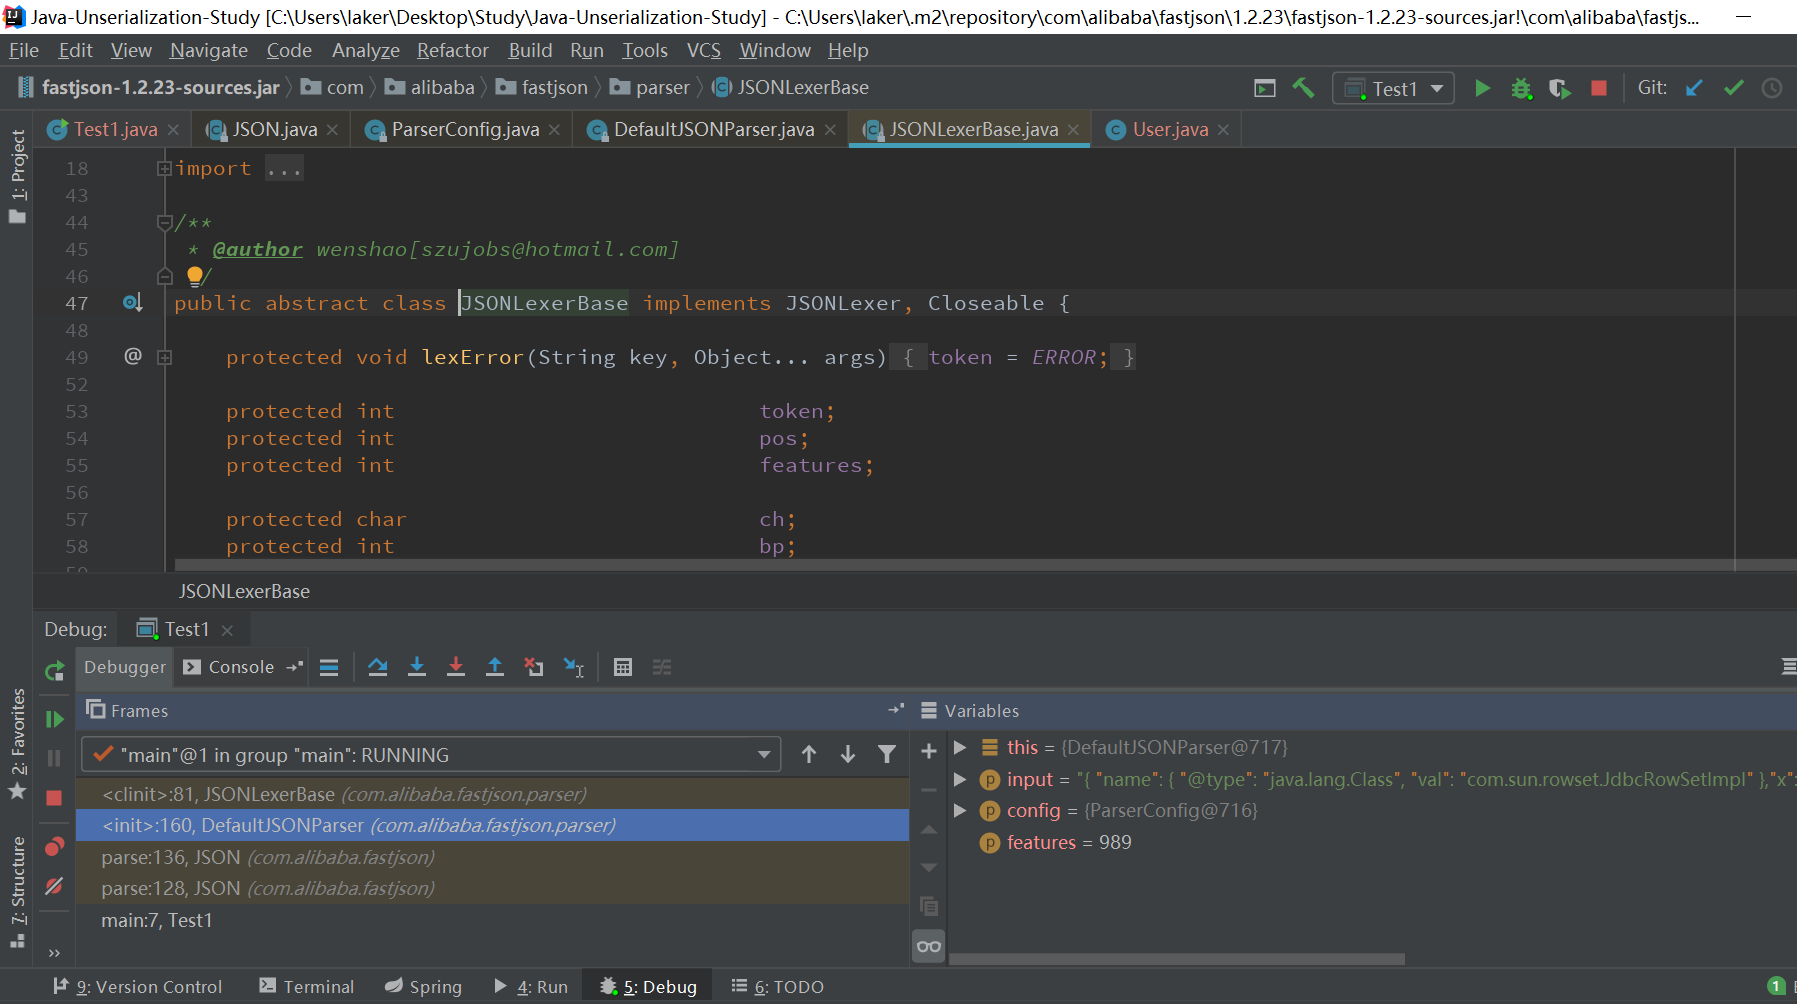 Java-Unserialization-Study [C:\Users\laker\Desktop\Study\Java-Unserialization-Study] - C:\Users\laker\.m2\repository\com\alibaba\fastjson\1.2.23\fastjson-1.2.23-sources.jar!\com\alibaba\fastjs...
File Edit View Navigate Code Analyze Refactor Build Run Tools VCS Window Help
fastjson-1.2.23-sources.jar com alibaba fastjson parser JSONLexerBase Test1 Git:
Test1.java JSON.java ParserConfig.java DefaultJSONParser.java JSONLexerBase.java User.java
1: Project
18 import ...
43
44 /**
45 * @author wenshao[szujobs@hotmail.com]
46 */
47 public abstract class JSONLexerBase implements JSONLexer, Closeable {
48
49 @ protected void lexError(String key, Object... args) { token = ERROR; }
52
53 protected int token;
54 protected int pos;
55 protected int features;
56
57 protected char ch;
58 protected int bp;
59
JSONLexerBase
Debug: Test1
Debugger Console
Frames
Variables
"main"@1 in group "main": RUNNING
<clinit>:81, JSONLexerBase (com.alibaba.fastjson.parser)
<init>:160, DefaultJSONParser (com.alibaba.fastjson.parser)
parse:136, JSON (com.alibaba.fastjson)
parse:128, JSON (com.alibaba.fastjson)
main:7, Test1
this = {DefaultJSONParser@717}
input = "{ "name": { "@type": "java.lang.Class", "val": "com.sun.rowset.JdbcRowSetImpl" },"x":
config = {ParserConfig@716}
features = 989
2: Favorites
7: Structure
9: Version Control Terminal Spring 4: Run 5: Debug 6: TODO 1